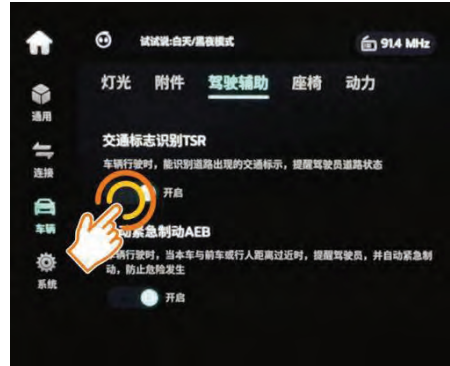 试试说:白天/黑夜模式
91.4 MHz
灯光 附件 驾驶辅助 座椅 动力
通用
连接
车辆
系统
交通标志识别TSR
车辆行驶时，能识别道路出现的交通标示，提醒驾驶员道路状态
开启
动紧急制动AEB
车辆行驶时，当本车与前车或行人距离过近时，提醒驾驶员，并自动紧急制
动，防止危险发生
开启